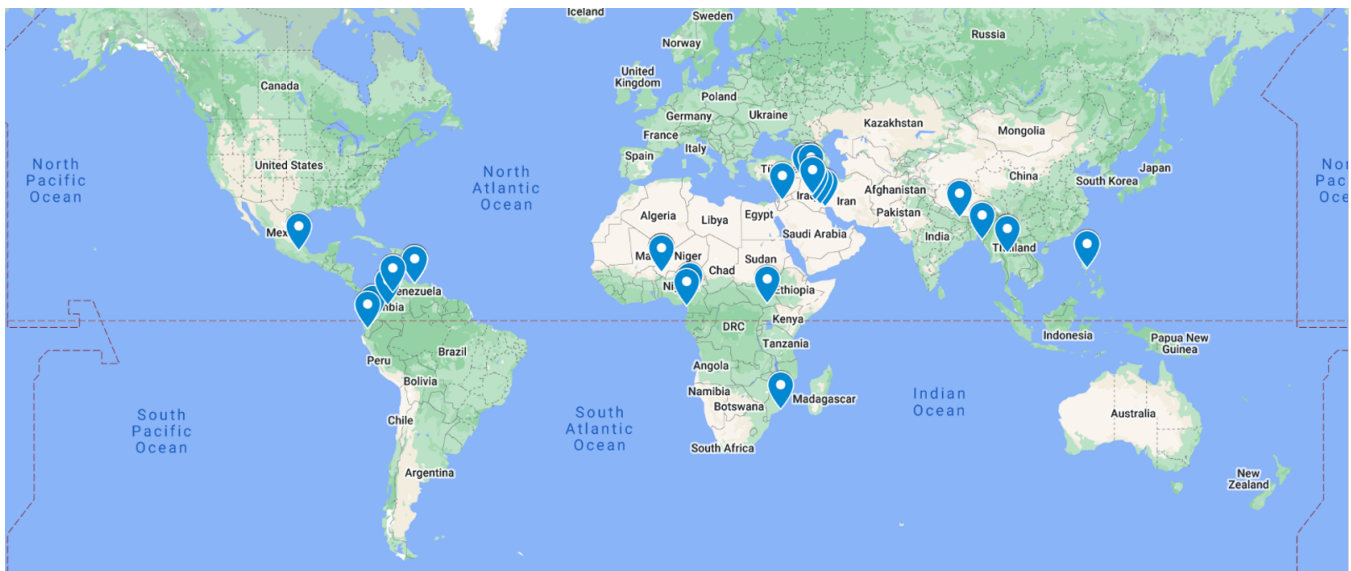 Iceland
Sweden
Russia
Norway
Canada
United
Kingdom
Poland
Germany
Ukraine
Kazakhstan
Mongolia
France
Italy
United States
Spain
North
Pacific
Ocean
North
Atlantic
Ocean
Japan
South Korea
China
Afghanistan
Iran
Pakistan
Algeria
Libya
Egypt
Saudi Arabia
India
Niger
Chad
Sudan
Kenya
DRC
Tanzania
Indonesia
Papua New
Guinea
Brazil
Peru
Bolivia
Angola
Namibia
Botswana
Madagascar
Indian
Ocean
South
Pacific
Ocean
South
Atlantic
Ocean
Chile
Australia
South Africa
Argentina
New
Zealand